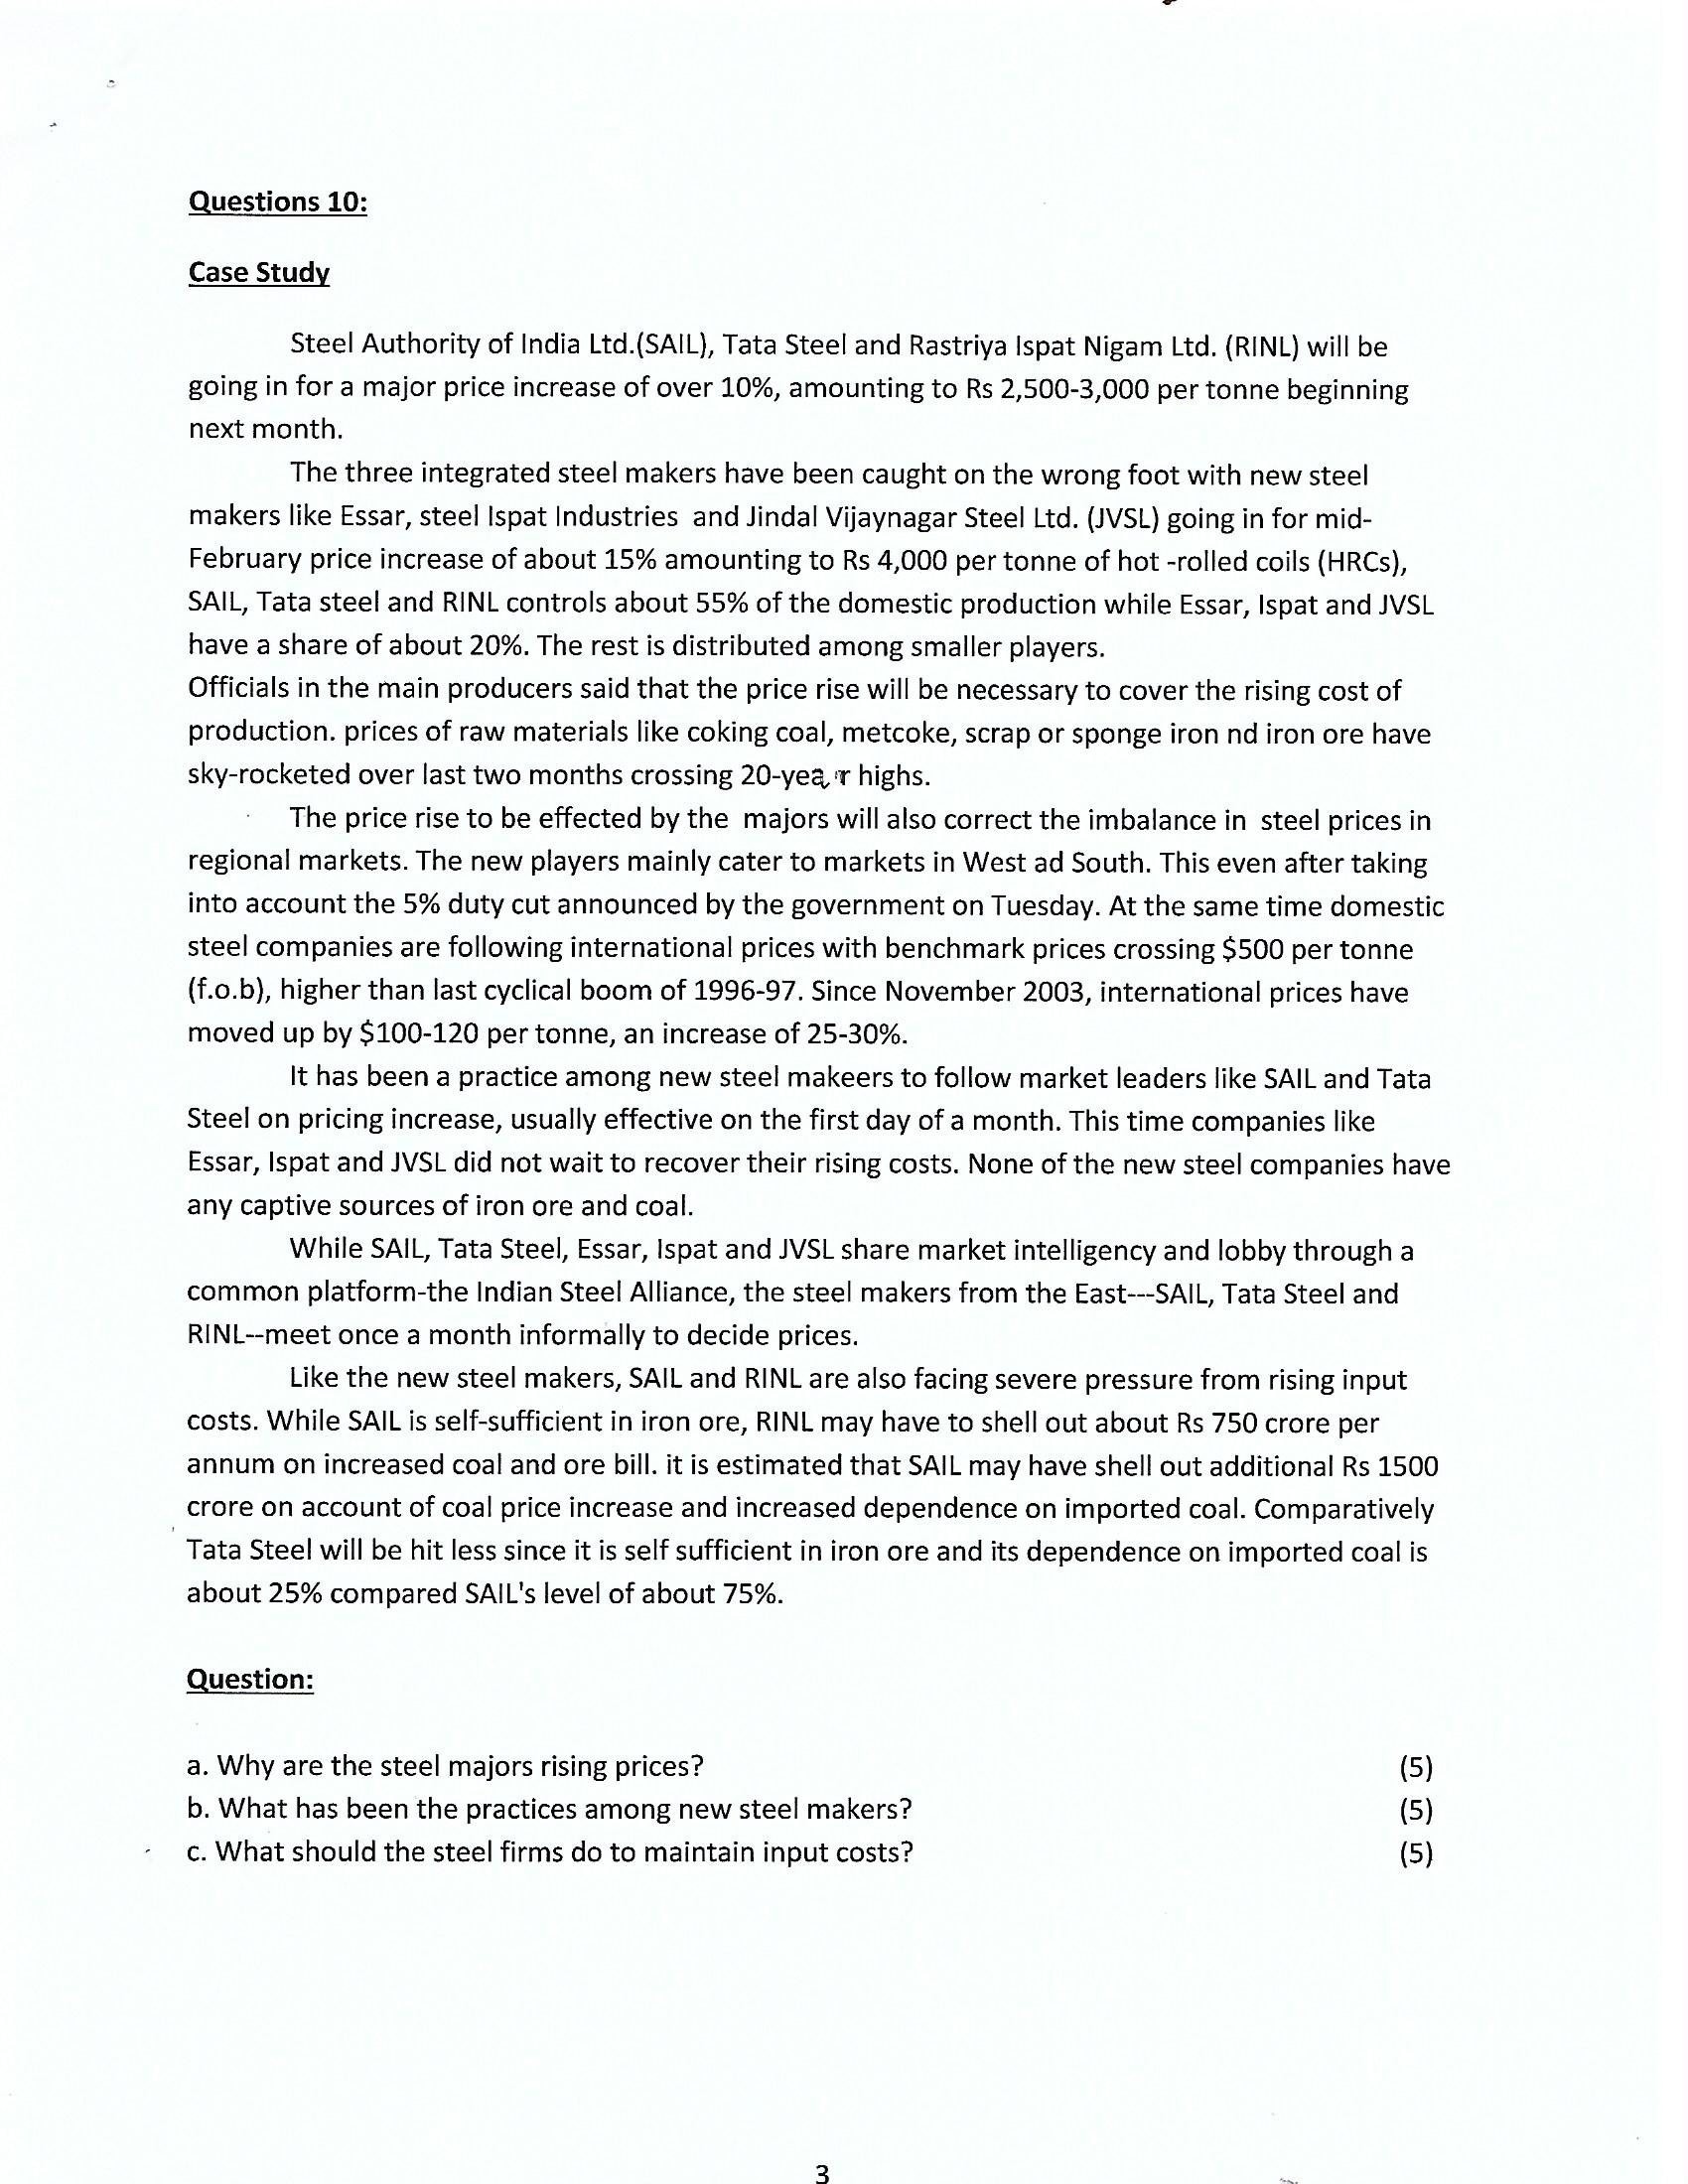 Questions 10:
Case Study
Steel Authority of India Ltd.(SAIL), Tata Steel and Rastriya Ispat Nigam Ltd. (RINL) will be
going in for a major price increase of over 10%, amounting to Rs 2,500-3,000 per tonne beginning
next month.
The three integrated steel makers have been caught on the wrong foot with new steel
makers like Essar, steel Ispat Industries  and Jindal Vijaynagar Steel Ltd. (JVSL) going in for mid-
February price increase of about 15% amounting to Rs 4,000 per tonne of hot -rolled coils (HRCs),
SAIL, Tata steel and RINL controls about 55% of the domestic production while Essar, Ispat and JVSL
have a share of about 20%. The rest is distributed among smaller players.
Officials in the main producers said that the price rise will be necessary to cover the rising cost of
production. prices of raw materials like coking coal, metcoke, scrap or sponge iron nd iron ore have
sky-rocketed over last two months crossing 20-year highs.
The price rise to be effected by the  majors will also correct the imbalance in  steel prices in
regional markets. The new players mainly cater to markets in West ad South. This even after taking
into account the 5% duty cut announced by the government on Tuesday. At the same time domestic
steel companies are following international prices with benchmark prices crossing $500 per tonne
(f.o.b), higher than last cyclical boom of 1996-97. Since November 2003, international prices have
moved up by $100-120 per tonne, an increase of 25-30%.
It has been a practice among new steel makeers to follow market leaders like SAIL and Tata
Steel on pricing increase, usually effective on the first day of a month. This time companies like
Essar, Ispat and JVSL did not wait to recover their rising costs. None of the new steel companies have
any captive sources of iron ore and coal.
While SAIL, Tata Steel, Essar, Ispat and JVSL share market intelligency and lobby through a
common platform-the Indian Steel Alliance, the steel makers from the East---SAIL, Tata Steel and
RINL--meet once a month informally to decide prices.
Like the new steel makers, SAIL and RINL are also facing severe pressure from rising input
costs. While SAIL is self-sufficient in iron ore, RINL may have to shell out about Rs 750 crore per
annum on increased coal and ore bill. it is estimated that SAIL may have shell out additional Rs 1500
crore on account of coal price increase and increased dependence on imported coal. Comparatively
Tata Steel will be hit less since it is self sufficient in iron ore and its dependence on imported coal is
about 25% compared SAIL's level of about 75%.
Question:
a. Why are the steel majors rising prices? (5)
b. What has been the practices among new steel makers? (5)
c. What should the steel firms do to maintain input costs? (5)
3